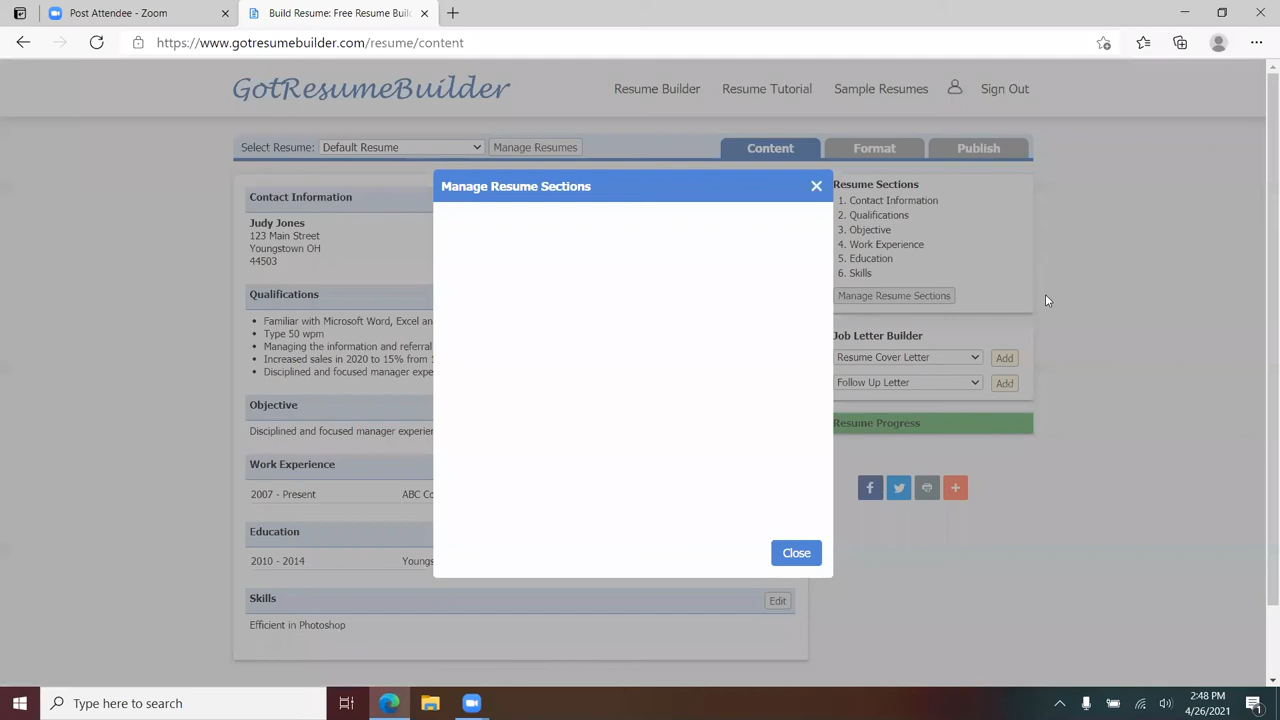 Post Attendee - Zoom
Build Resume: Free Resume Buil
https://www.gotresumebuilder.com/resume/content
GotResumeBuilder
Resume Builder Resume Tutorial Sample Resumes Sign Out
Select Resume: Default Resume Manage Resumes Content Format Publish
Manage Resume Sections
Contact Information
Judy Jones
123 Main Street
Youngstown OH
44503
Qualifications
Familiar with Microsoft Word, Excel an
Type 50 wpm
Managing the information and referral
Increased sales in 2020 to 15% from
Disciplined and focused manager expe
Objective
Disciplined and focused manager experien
Work Experience
2007 - Present ABC Co
Education
2010 - 2014 Youngs
Close
Skills Edit
Efficient in Photoshop
Resume Sections
1. Contact Information
2. Qualifications
3. Objective
4. Work Experience
5. Education
6. Skills
Manage Resume Sections
Job Letter Builder
Resume Cover Letter Add
Follow Up Letter Add
Resume Progress
Type here to search
2:48 PM
4/26/2021
1